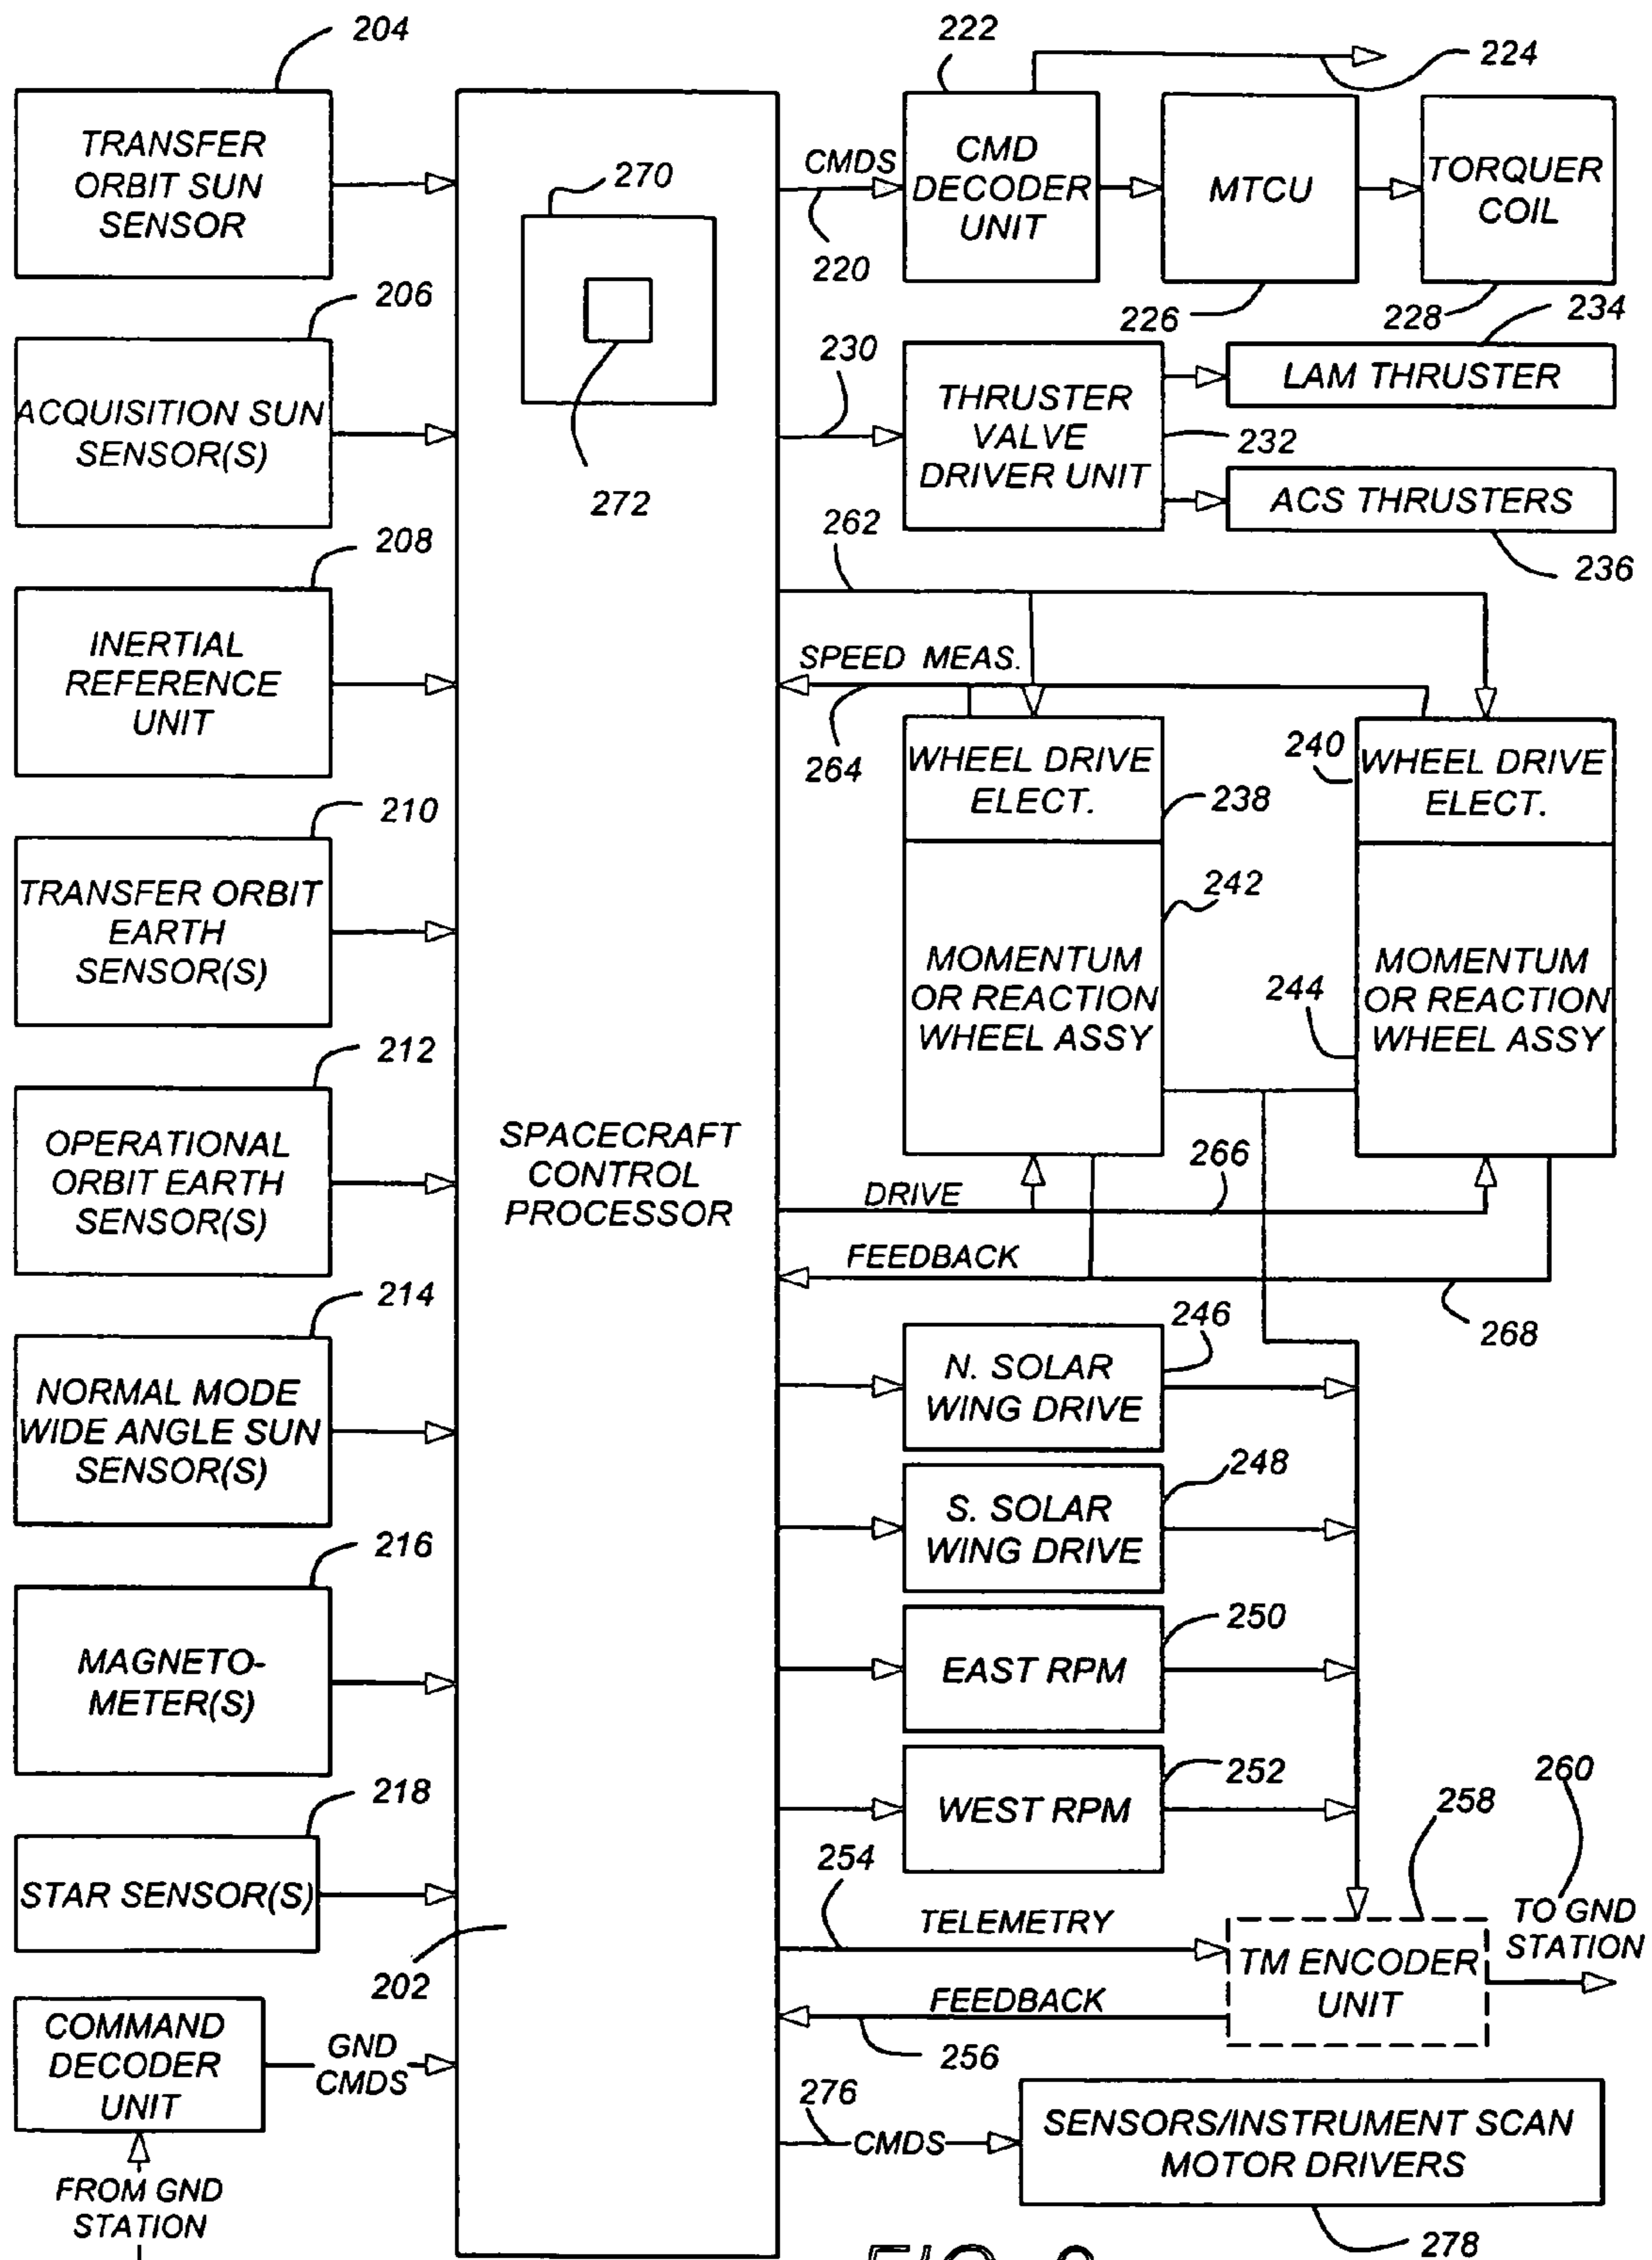 204
TRANSFER
ORBIT SUN
SENSOR
206
ACQUISITION SUN
SENSOR(S)
208
INERTIAL
REFERENCE
UNIT
210
TRANSFER ORBIT
EARTH
SENSOR(S)
212
OPERATIONAL
ORBIT EARTH
SENSOR(S)
214
NORMAL MODE
WIDE ANGLE SUN
SENSOR(S)
216
MAGNETO-
METER(S)
218
STAR SENSOR(S)
COMMAND
DECODER
UNIT
GND
CMDS
FROM GND
STATION
270
272
SPACECRAFT
CONTROL
PROCESSOR
202
222
224
CMDS
220
CMD
DECODER
UNIT
MTCU
226
TORQUER
COIL
228
234
230
THRUSTER
VALVE
DRIVER UNIT
232
LAM THRUSTER
ACS THRUSTERS
236
262
SPEED MEAS.
264
WHEEL DRIVE
ELECT.
238
240
WHEEL DRIVE
ELECT.
242
MOMENTUM
OR REACTION
WHEEL ASSY
244
MOMENTUM
OR REACTION
WHEEL ASSY
DRIVE
266
FEEDBACK
268
246
N. SOLAR
WING DRIVE
248
S. SOLAR
WING DRIVE
250
EAST RPM
252
WEST RPM
254
TELEMETRY
258
260
TO GND
STATION
TM ENCODER
UNIT
FEEDBACK
256
276
CMDS
SENSORS/INSTRUMENT SCAN
MOTOR DRIVERS
278